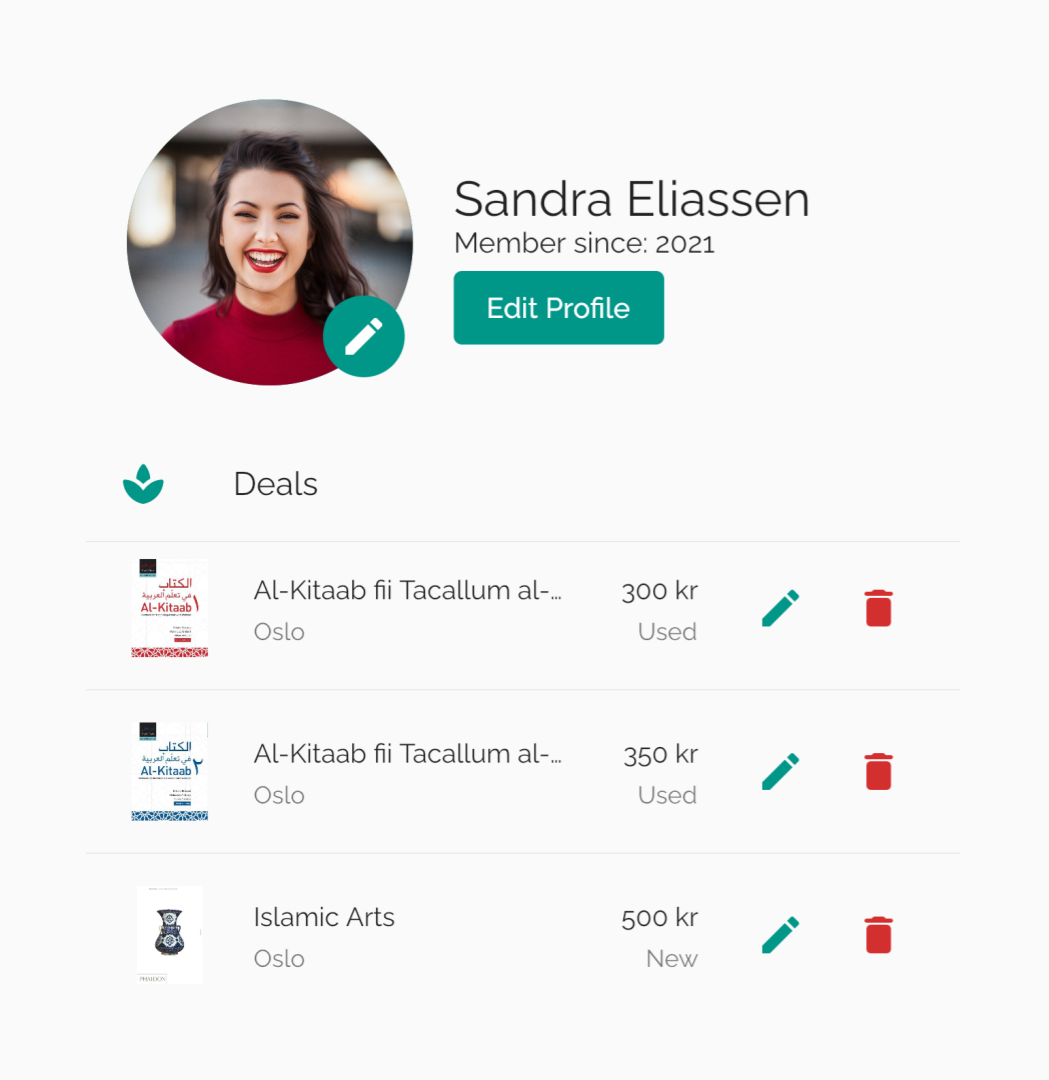 Sandra Eliassen
Member since: 2021
Edit Profile
Deals
الكتاب
في تعلّم العربية
Al-Kitaab ١
Al-Kitaab fii Tacallum al-...
300 kr
Oslo
Used
الكتاب
في تعلّم العربية
Al-Kitaab ٢
Al-Kitaab fii Tacallum al-...
350 kr
Oslo
Used
PHAIDON
Islamic Arts
500 kr
Oslo
New